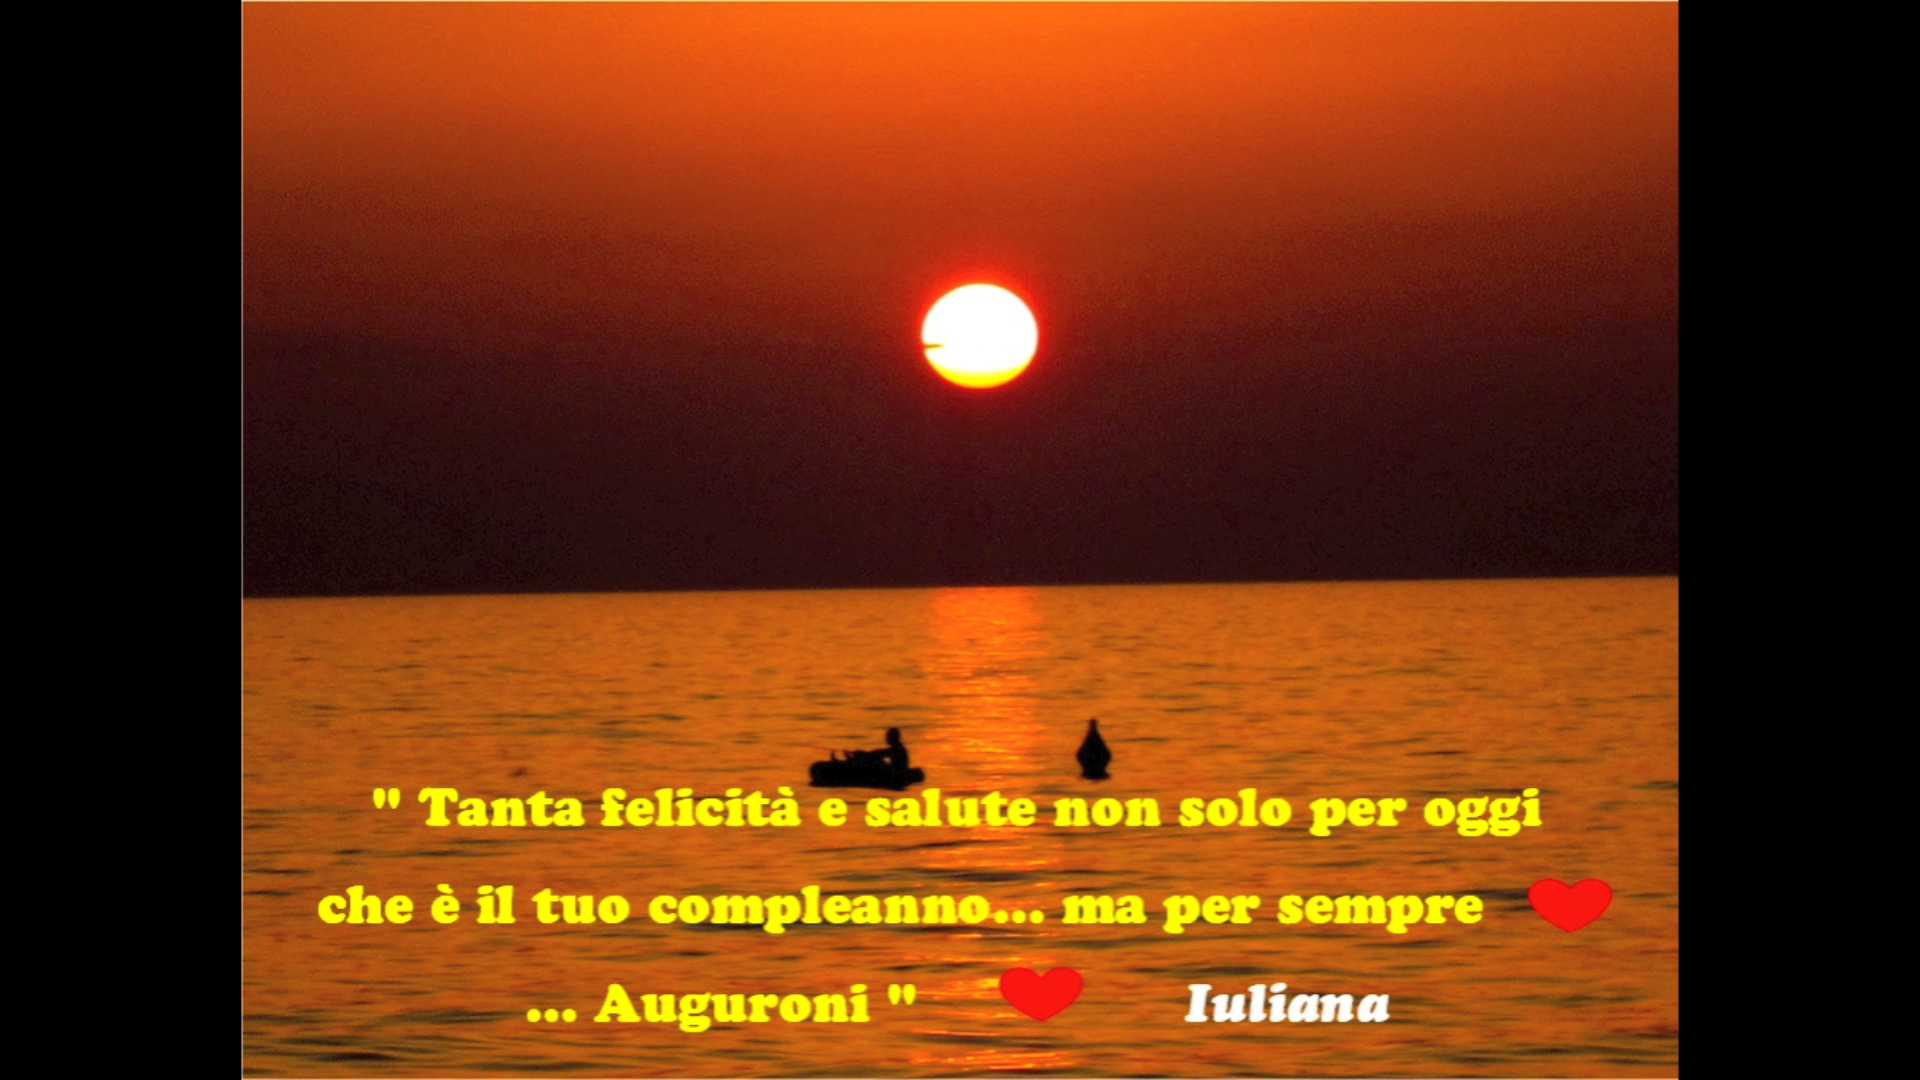 " Tanta felicità e salute non solo per oggi
che è il tuo compleanno... ma per sempre
... Auguroni " Iuliana